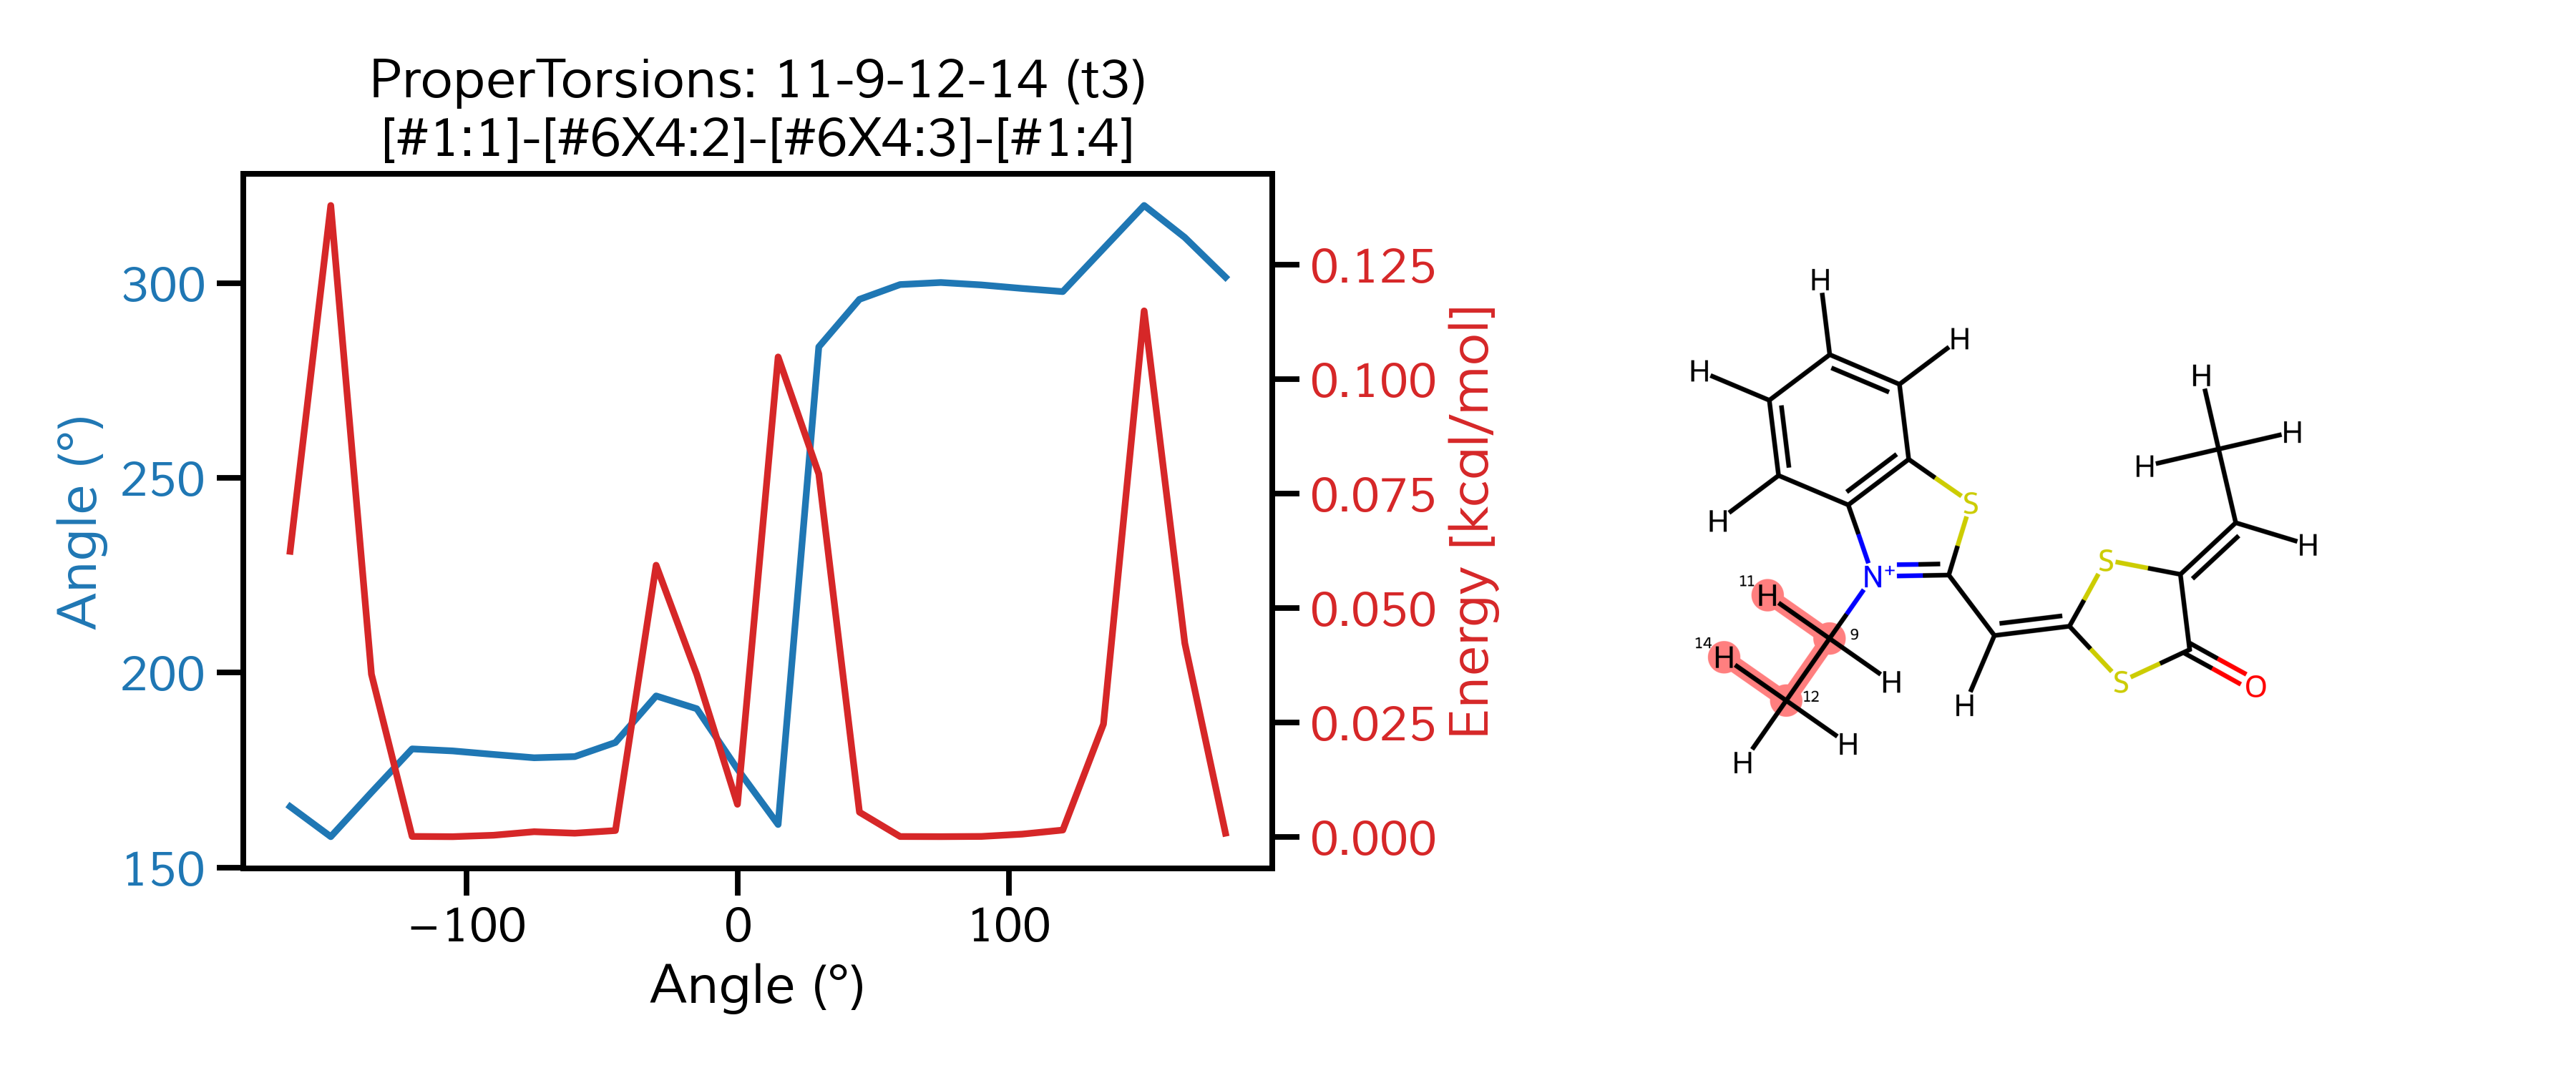 ProperTorsions: 11-9-12-14 (t3)
[#1:1]-[#6X4:2]-[#6X4:3]-[#1:4]
Angle (°)
300
250
200
150
0.125
0.100
0.075
0.050
0.025
0.000
Energy [kcal/mol]
−100
0
100
Angle (°)
H
H
H
H
H
H
H
S
H
H
S
N⁺
11
H
9
14
H
H
12
S
O
H
H
H